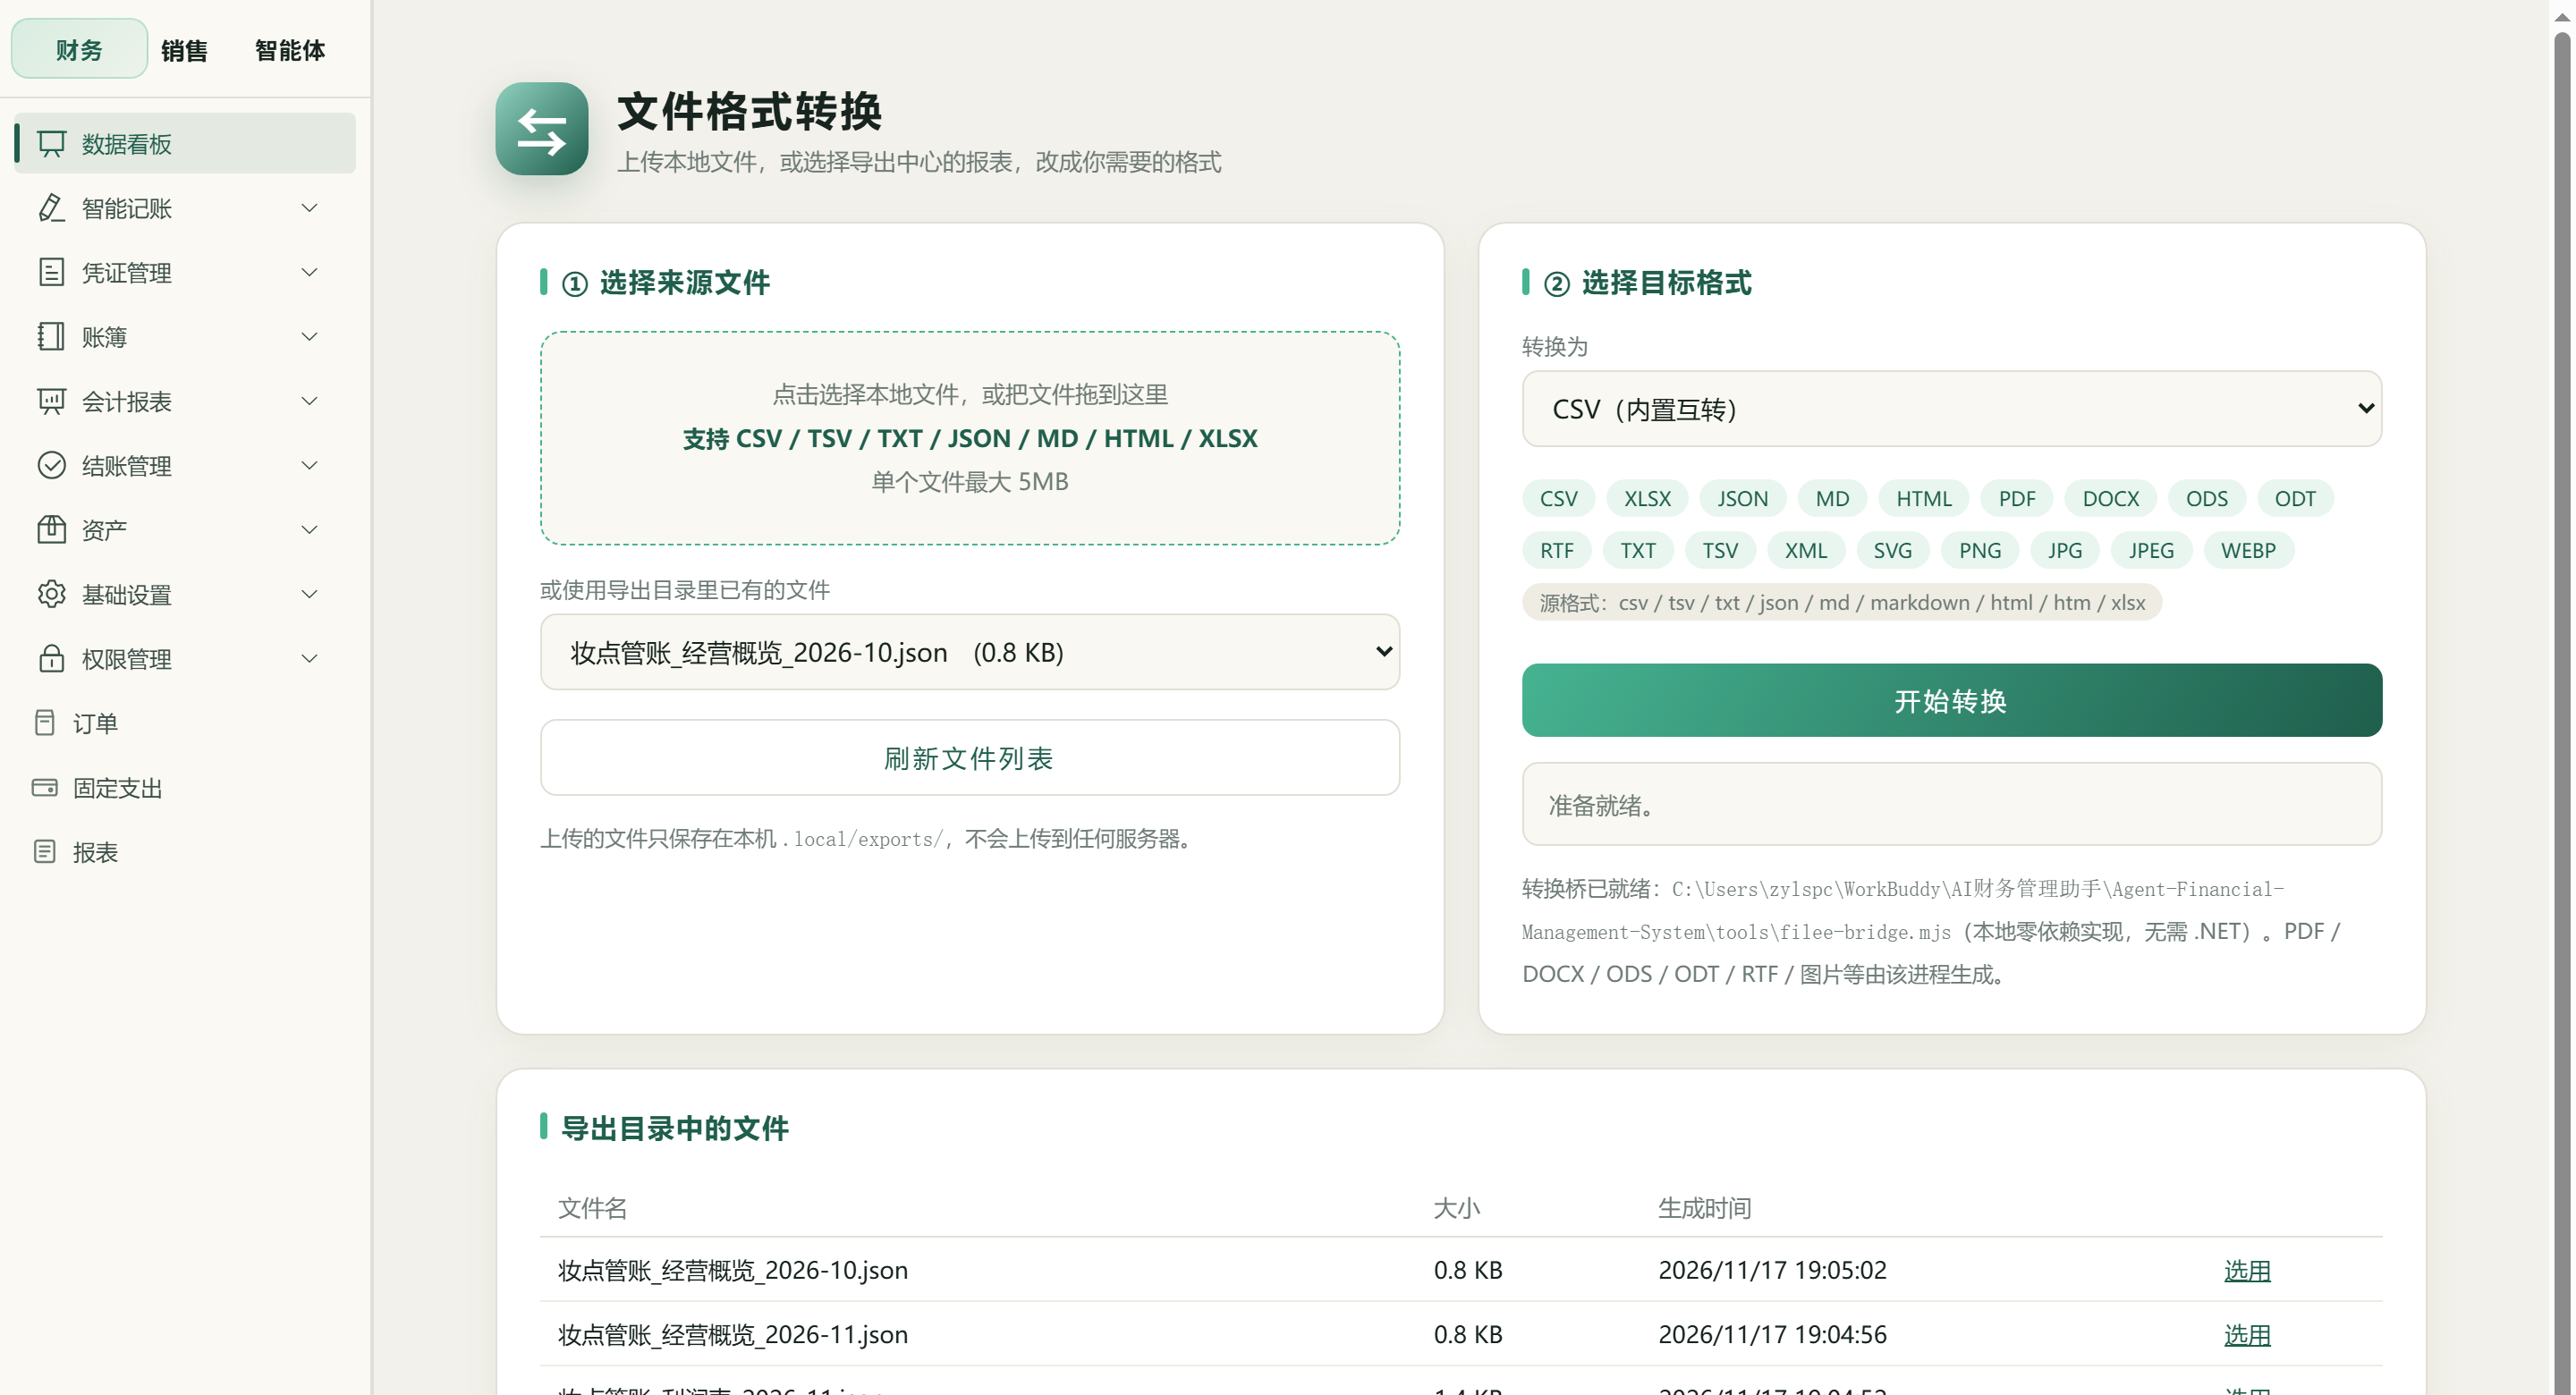 财务 销售 智能体
数据看板
智能记账
凭证管理
账簿
会计报表
结账管理
资产
基础设置
权限管理
订单
固定支出
报表
文件格式转换
上传本地文件，或选择导出中心的报表，改成你需要的格式
① 选择来源文件
点击选择本地文件，或把文件拖到这里
支持 CSV / TSV / TXT / JSON / MD / HTML / XLSX
单个文件最大 5MB
或使用导出目录里已有的文件
妆点管账_经营概览_2026-10.json (0.8 KB)
刷新文件列表
上传的文件只保存在本机 .local/exports/，不会上传到任何服务器。
② 选择目标格式
转换为
CSV（内置互转）
CSV XLSX JSON MD HTML PDF DOCX ODS ODT
RTF TXT TSV XML SVG PNG JPG JPEG WEBP
源格式：csv / tsv / txt / json / md / markdown / html / htm / xlsx
开始转换
准备就绪。
转换桥已就绪：C:\Users\zylspc\WorkBuddy\AI财务管理助手\Agent-Financial-
Management-System\tools\filee-bridge.mjs（本地零依赖实现，无需 .NET）。PDF /
DOCX / ODS / ODT / RTF / 图片等由该进程生成。
导出目录中的文件
文件名 大小 生成时间
妆点管账_经营概览_2026-10.json 0.8 KB 2026/11/17 19:05:02 选用
妆点管账_经营概览_2026-11.json 0.8 KB 2026/11/17 19:04:56 选用